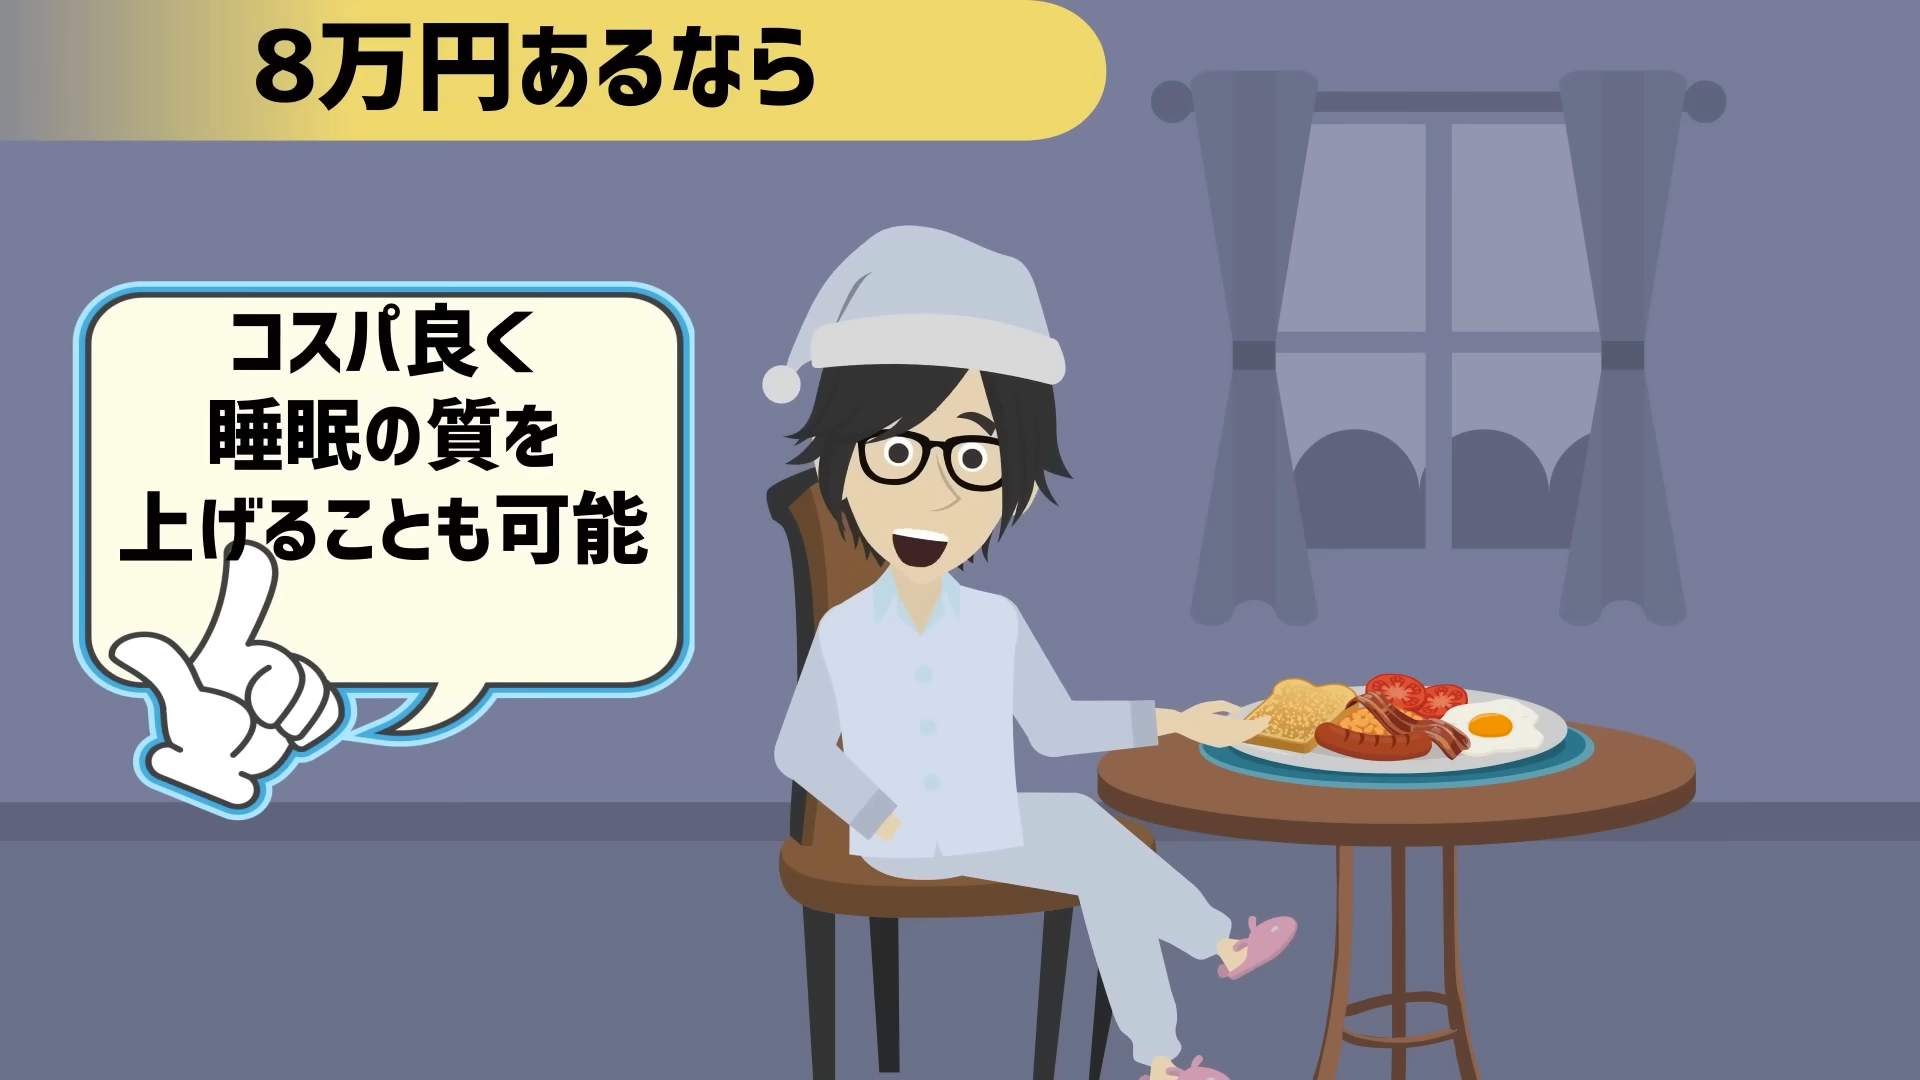 8万円あるなら
コスパ良く
睡眠の質を
上げることも可能